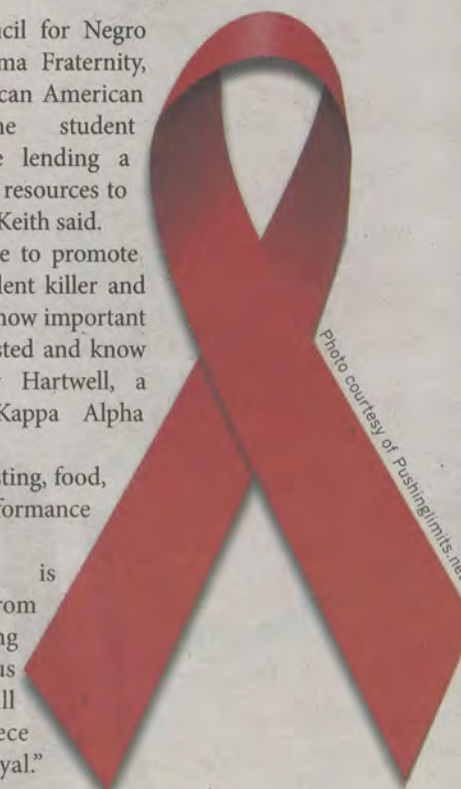 cil for Negro
ma Fraternity,
can American
ne student
e lending a
resources to
Keith said.
e to promote
lent killer and
how important
sted and know
Hartwell, a
Kappa Alpha
ting, food,
formance
is
rom
ng
us
ll
ece
yal.”
Photo courtesy of Pushinglimits.net